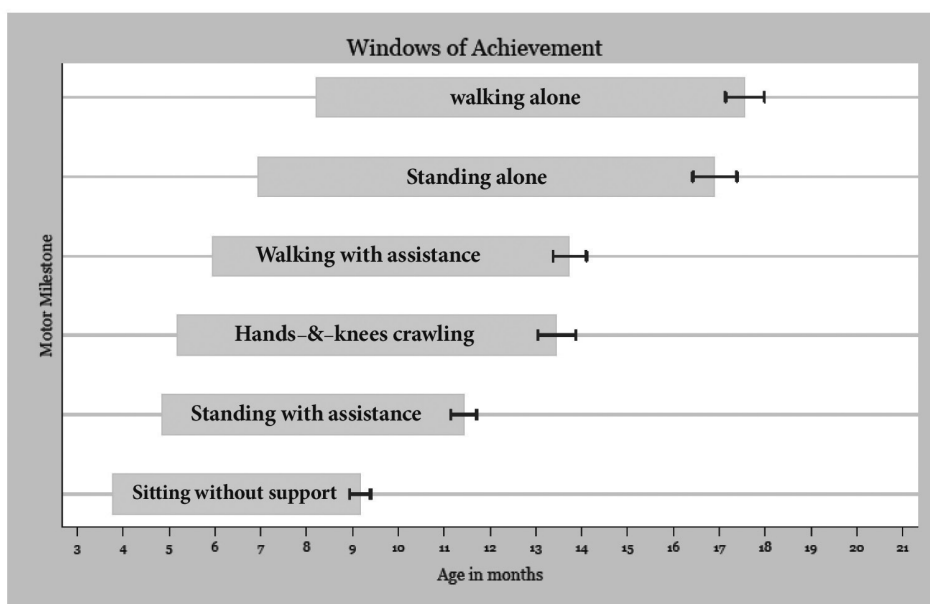 Windows of Achievement
walking alone
Standing alone
Walking with assistance
Hands-&-knees crawling
Standing with assistance
Sitting without support
Motor Milestone
3 4 5 6 7 8 9 10 11 12 13 14 15 16 17 18 19 20 21
Age in months